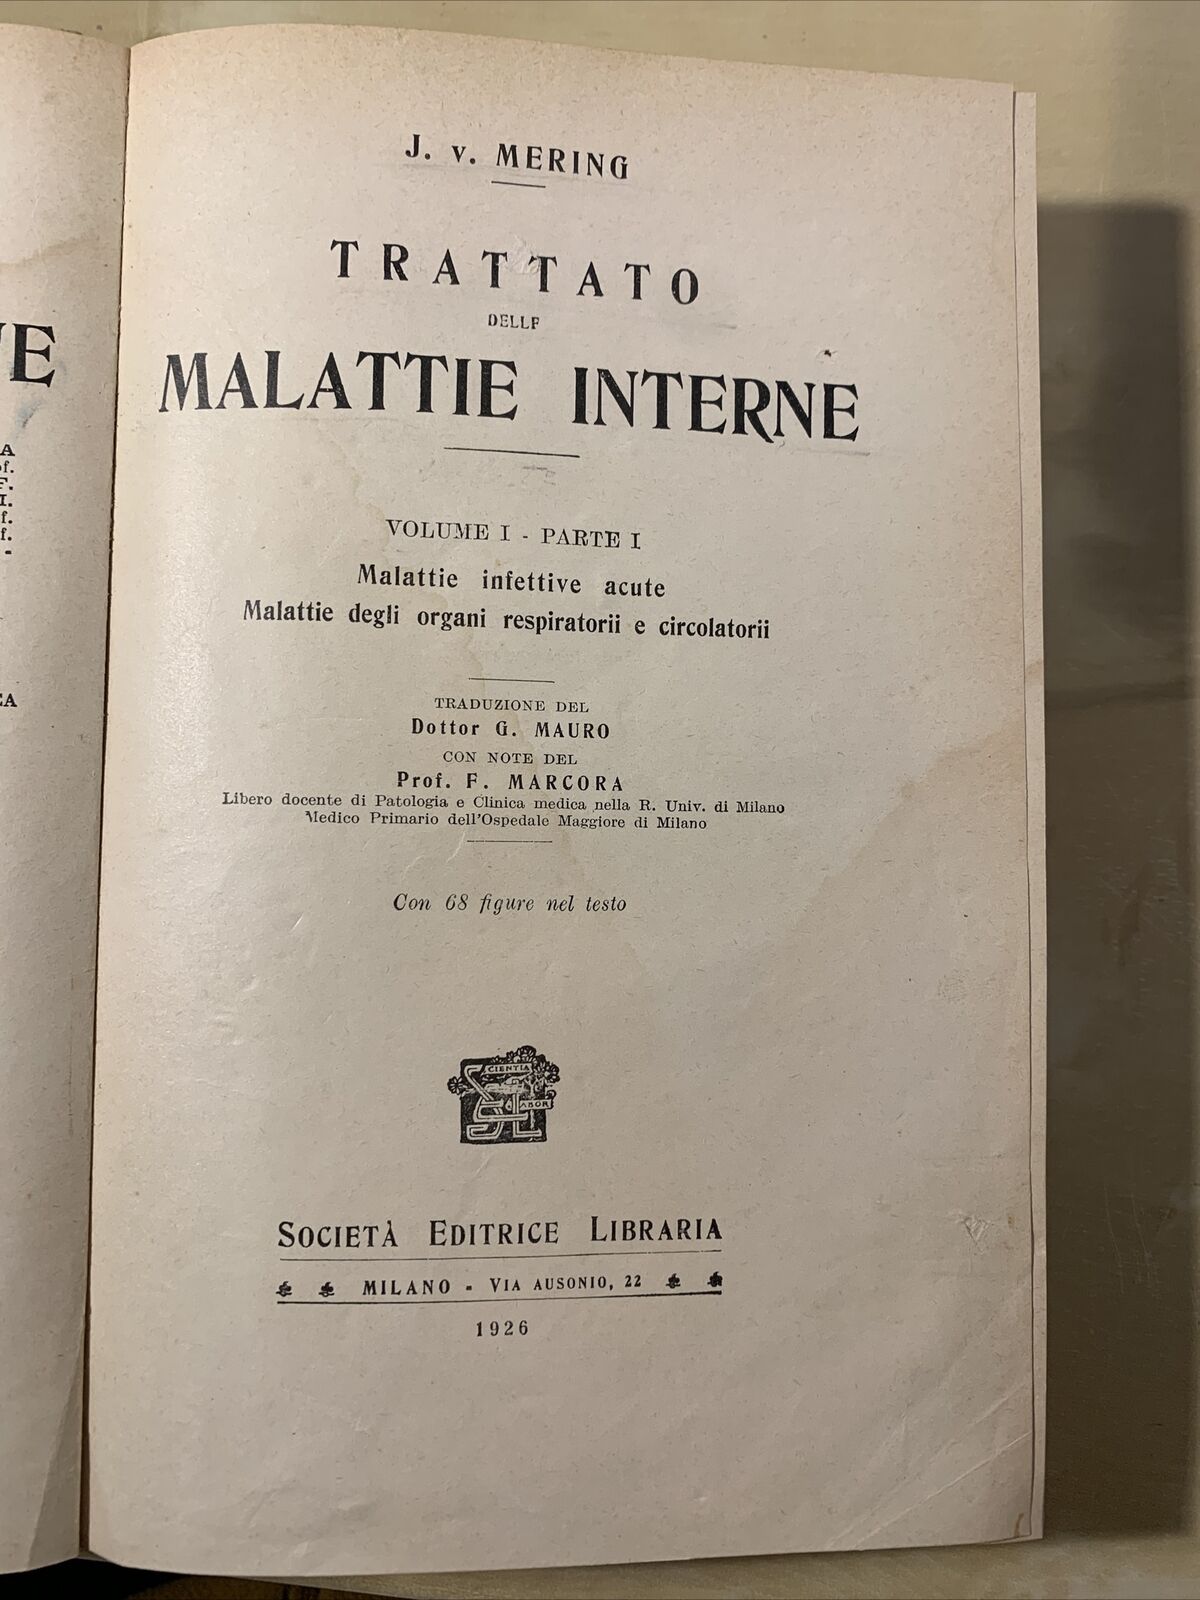 J. v. MERING
TRATTATO
DELLE
MALATTIE INTERNE
VOLUME I - PARTE I
Malattie infettive acute
Malattie degli organi respiratorii e circolatorii
TRADUZIONE DEL
Dottor G. MAURO
CON NOTE DEL
Prof. F. MARCORA
Libero docente di Patologia e Clinica medica nella R. Univ. di Milano
Medico Primario dell'Ospedale Maggiore di Milano
Con 68 figure nel testo
SCIENTIA
LABOR
SOCIETÀ EDITRICE LIBRARIA
MILANO - VIA AUSONIO, 22
1926